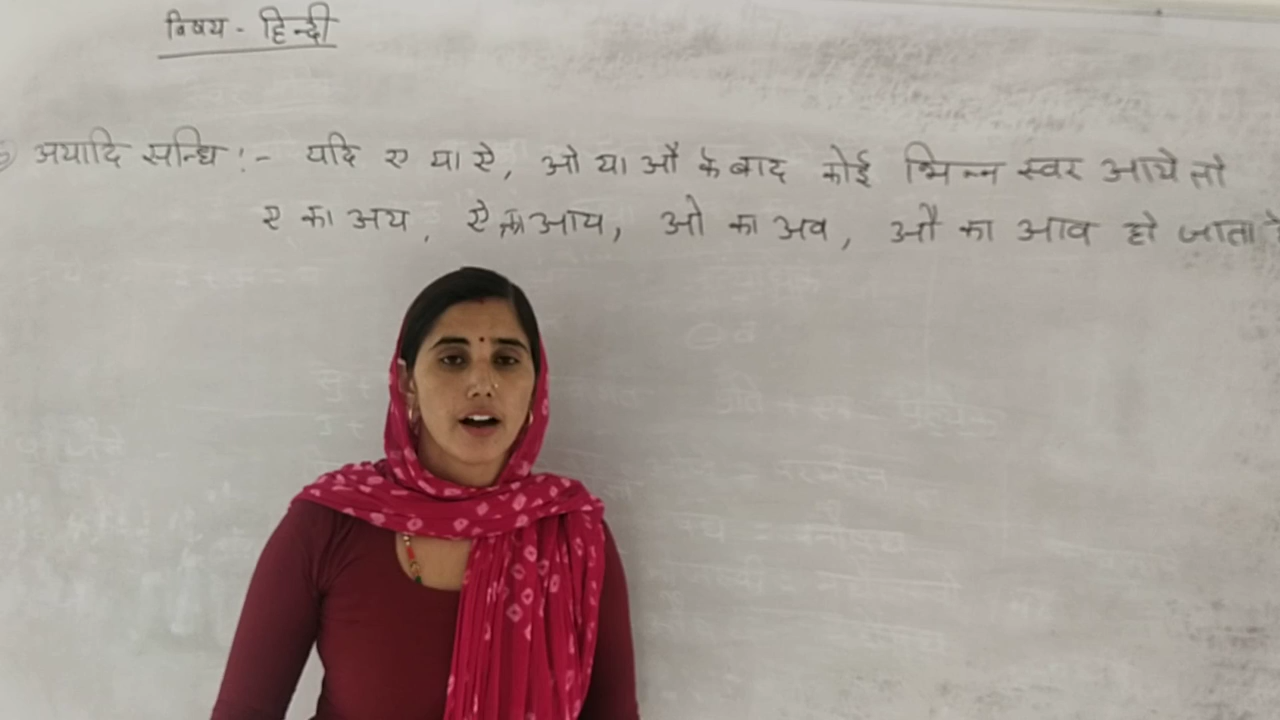 विषय - हिन्दी
अयादि सन्धि :- यदि ए या ऐ, ओ या औ के बाद कोई भिन्न स्वर आये तो
ए का अय, ऐ का आय, ओ का अव, औ का आव हो जाता